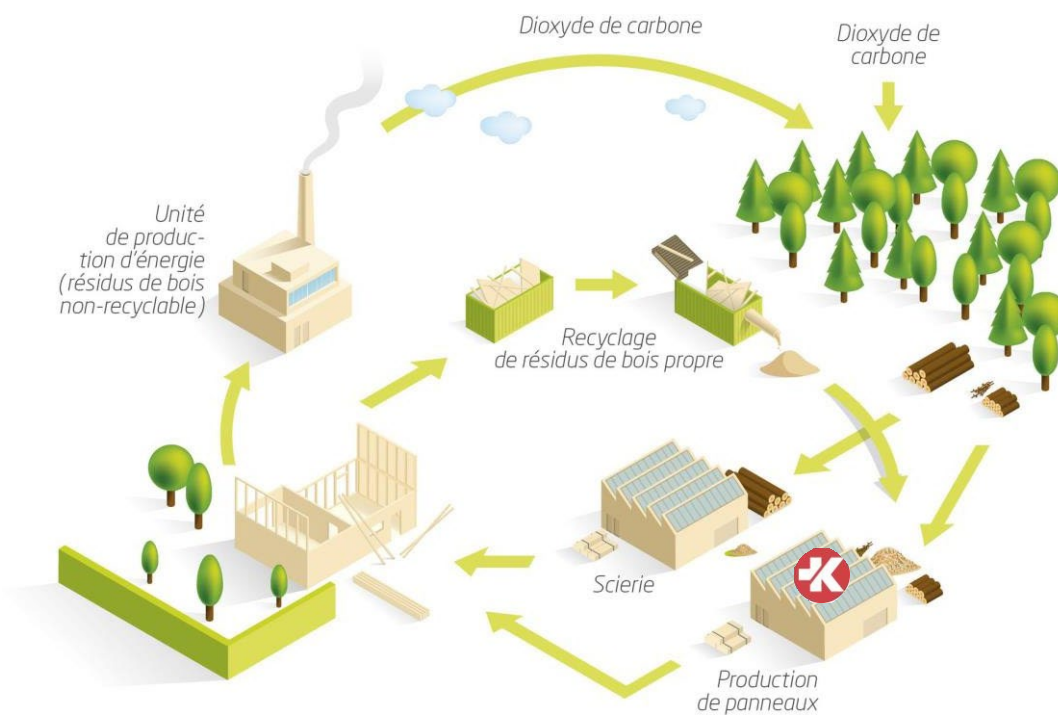 Dioxyde de carbone
Dioxyde de
carbone
Unité
de produc-
tion d'énergie
(résidus de bois
non-recyclable)
Recyclage
de résidus de bois propre
Scierie
K
Production
de panneaux